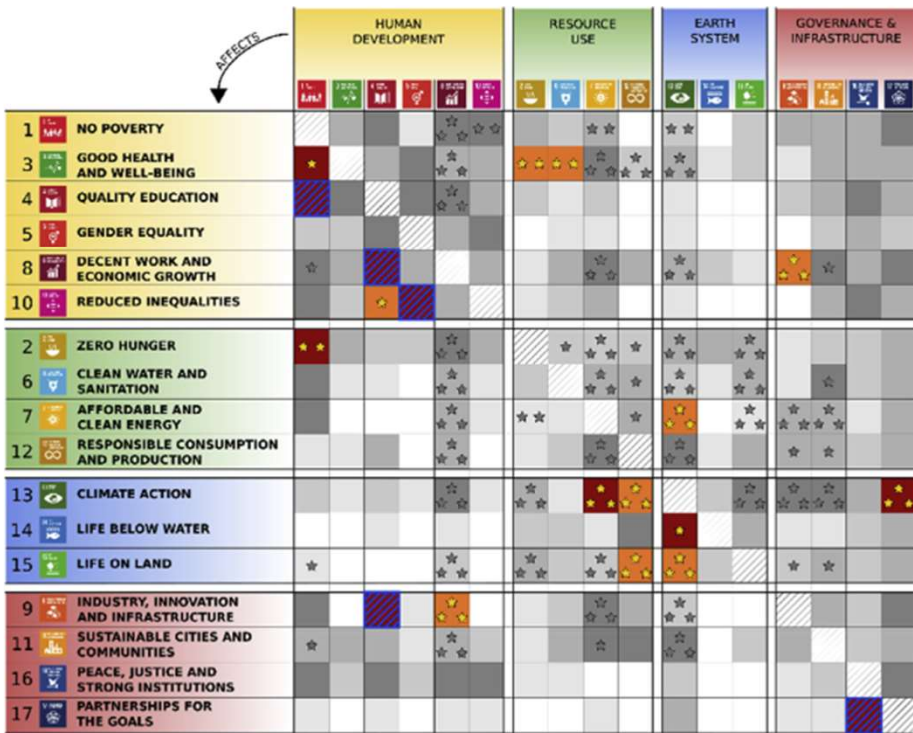 HUMAN
DEVELOPMENT
RESOURCE
USE
EARTH
SYSTEM
GOVERNANCE &
INFRASTRUCTURE
AFFECTS
1 NO POVERTY
3 GOOD HEALTH
AND WELL-BEING
4 QUALITY EDUCATION
5 GENDER EQUALITY
8 DECENT WORK AND
ECONOMIC GROWTH
10 REDUCED INEQUALITIES
2 ZERO HUNGER
6 CLEAN WATER AND
SANITATION
7 AFFORDABLE AND
CLEAN ENERGY
12 RESPONSIBLE CONSUMPTION
AND PRODUCTION
13 CLIMATE ACTION
14 LIFE BELOW WATER
15 LIFE ON LAND
9 INDUSTRY, INNOVATION
AND INFRASTRUCTURE
11 SUSTAINABLE CITIES AND
COMMUNITIES
16 PEACE, JUSTICE AND
STRONG INSTITUTIONS
17 PARTNERSHIPS FOR
THE GOALS